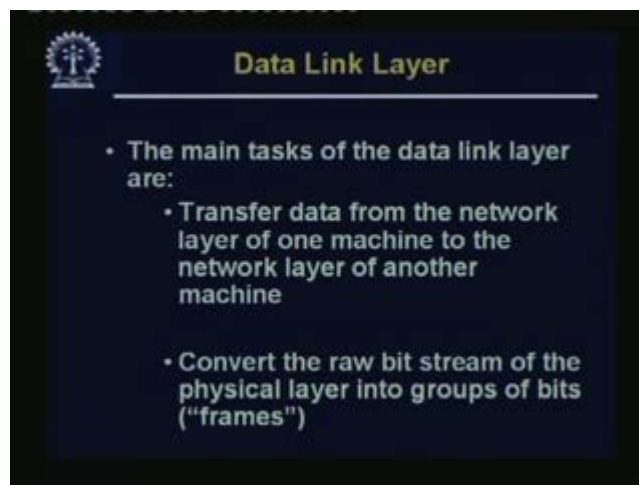 Data Link Layer
• The main tasks of the data link layer
are:
• Transfer data from the network
layer of one machine to the
network layer of another
machine
• Convert the raw bit stream of the
physical layer into groups of bits
(“frames”)